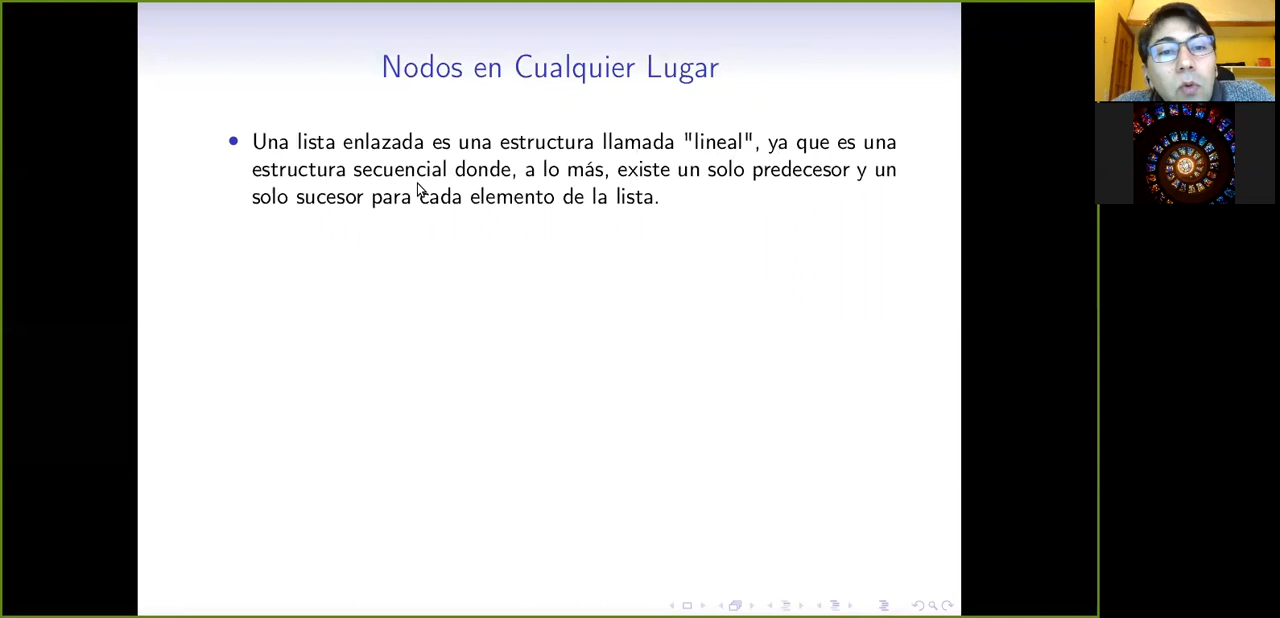 Nodos en Cualquier Lugar
Una lista enlazada es una estructura llamada "lineal", ya que es una
estructura secuencial donde, a lo más, existe un solo predecesor y un
solo sucesor para cada elemento de la lista.